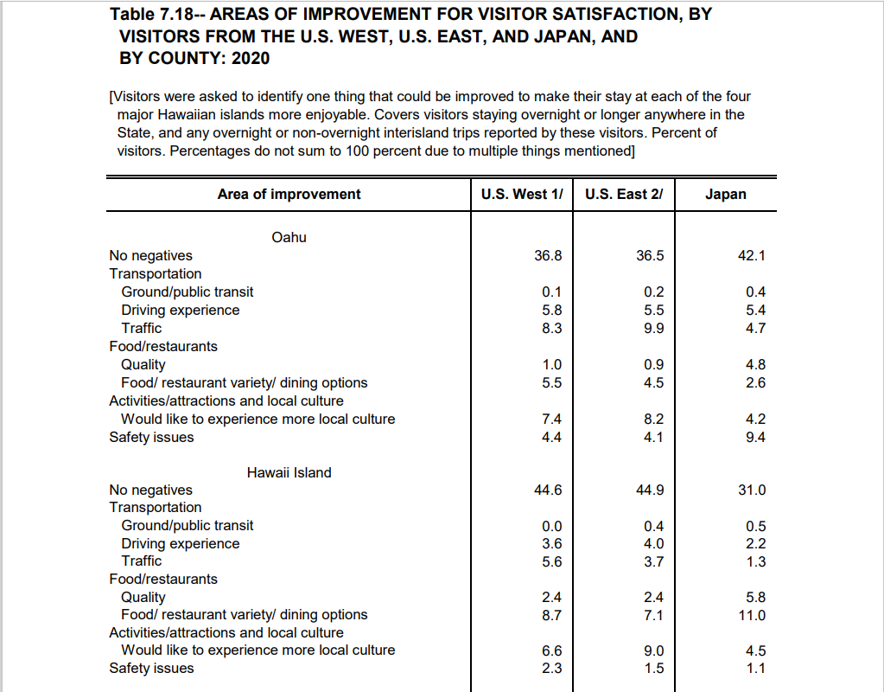 Table 7.18-- AREAS OF IMPROVEMENT FOR VISITOR SATISFACTION, BY
VISITORS FROM THE U.S. WEST, U.S. EAST, AND JAPAN, AND
BY COUNTY: 2020
[Visitors were asked to identify one thing that could be improved to make their stay at each of the four
major Hawaiian islands more enjoyable. Covers visitors staying overnight or longer anywhere in the
State, and any overnight or non-overnight interisland trips reported by these visitors. Percent of
visitors. Percentages do not sum to 100 percent due to multiple things mentioned]
Area of improvement U.S. West 1/ U.S. East 2/ Japan
Oahu
No negatives 36.8 36.5 42.1
Transportation
Ground/public transit 0.1 0.2 0.4
Driving experience 5.8 5.5 5.4
Traffic 8.3 9.9 4.7
Food/restaurants
Quality 1.0 0.9 4.8
Food/ restaurant variety/ dining options 5.5 4.5 2.6
Activities/attractions and local culture
Would like to experience more local culture 7.4 8.2 4.2
Safety issues 4.4 4.1 9.4
Hawaii Island
No negatives 44.6 44.9 31.0
Transportation
Ground/public transit 0.0 0.4 0.5
Driving experience 3.6 4.0 2.2
Traffic 5.6 3.7 1.3
Food/restaurants
Quality 2.4 2.4 5.8
Food/ restaurant variety/ dining options 8.7 7.1 11.0
Activities/attractions and local culture
Would like to experience more local culture 6.6 9.0 4.5
Safety issues 2.3 1.5 1.1